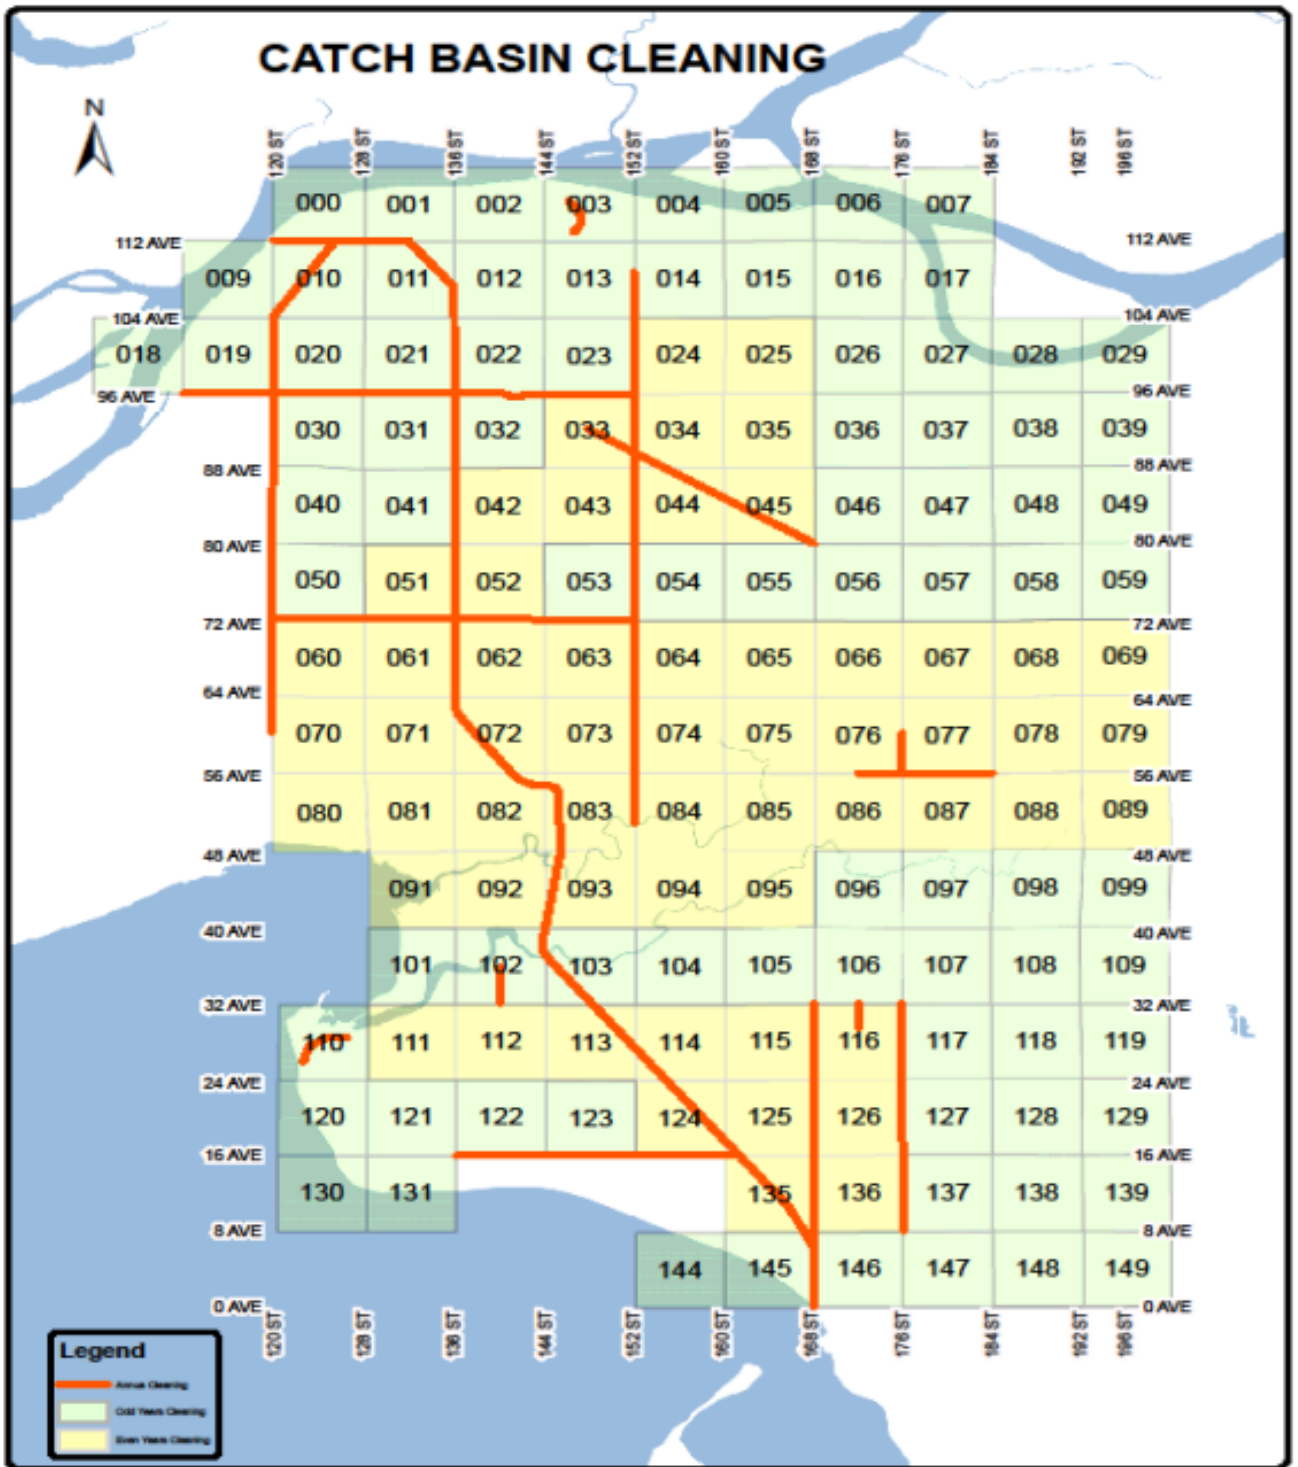 CATCH BASIN CLEANING
N
120 ST 128 ST 136 ST 144 ST 152 ST 160 ST 168 ST 176 ST 184 ST 192 ST 196 ST
000 001 002 003 004 005 006 007
112 AVE 112 AVE
009 010 011 012 013 014 015 016 017
104 AVE 104 AVE
018 019 020 021 022 023 024 025 026 027 028 029
96 AVE 96 AVE
030 031 032 033 034 035 036 037 038 039
88 AVE 88 AVE
040 041 042 043 044 045 046 047 048 049
80 AVE 80 AVE
050 051 052 053 054 055 056 057 058 059
72 AVE 72 AVE
060 061 062 063 064 065 066 067 068 069
64 AVE 64 AVE
070 071 072 073 074 075 076 077 078 079
56 AVE 56 AVE
080 081 082 083 084 085 086 087 088 089
48 AVE 48 AVE
091 092 093 094 095 096 097 098 099
40 AVE 40 AVE
101 102 103 104 105 106 107 108 109
32 AVE 32 AVE
110 111 112 113 114 115 116 117 118 119
24 AVE 24 AVE
120 121 122 123 124 125 126 127 128 129
16 AVE 16 AVE
130 131 135 136 137 138 139
8 AVE 8 AVE
144 145 146 147 148 149
0 AVE 0 AVE
120 ST 128 ST 136 ST 144 ST 152 ST 160 ST 168 ST 176 ST 184 ST 192 ST 196 ST
Legend
Annual Cleaning
Odd Years Cleaning
Even Years Cleaning